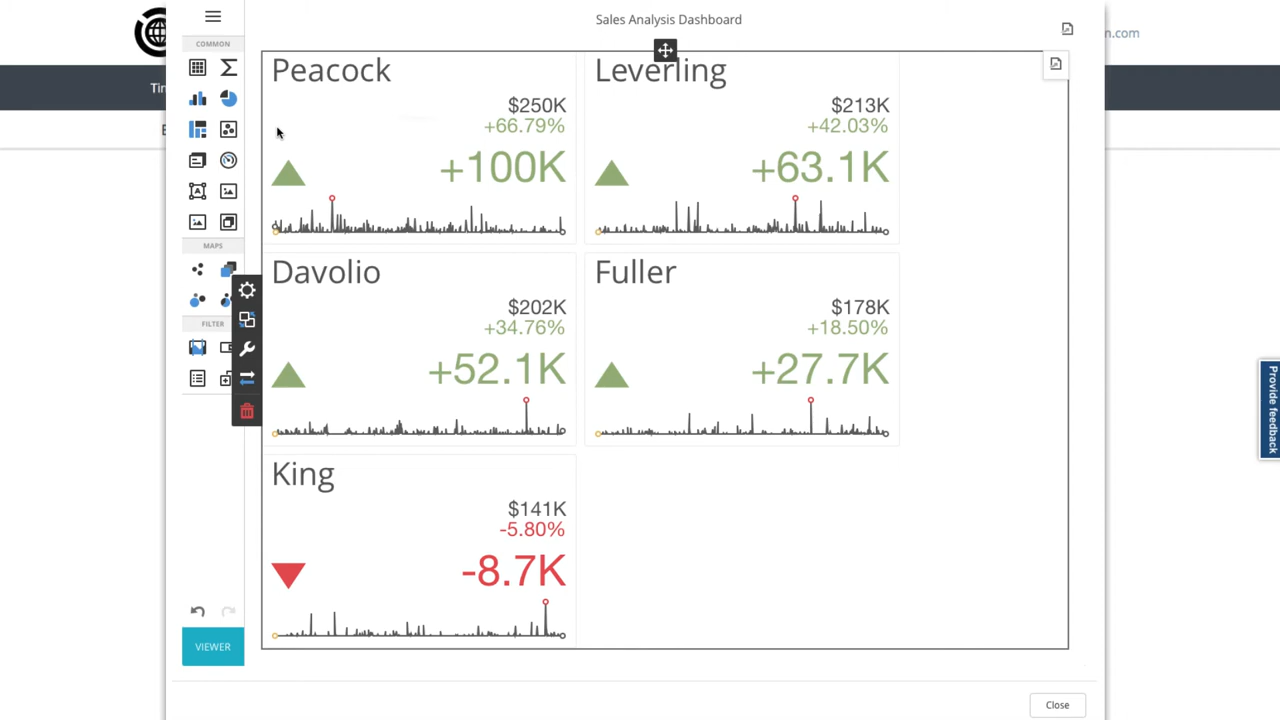 Sales Analysis Dashboard
n.com
Tin
E
COMMON
MAPS
FILTER
VIEWER
Peacock
$250K
+66.79%
+100K
Leverling
$213K
+42.03%
+63.1K
Davolio
$202K
+34.76%
+52.1K
Fuller
$178K
+18.50%
+27.7K
King
$141K
-5.80%
-8.7K
Provide feedback
Close